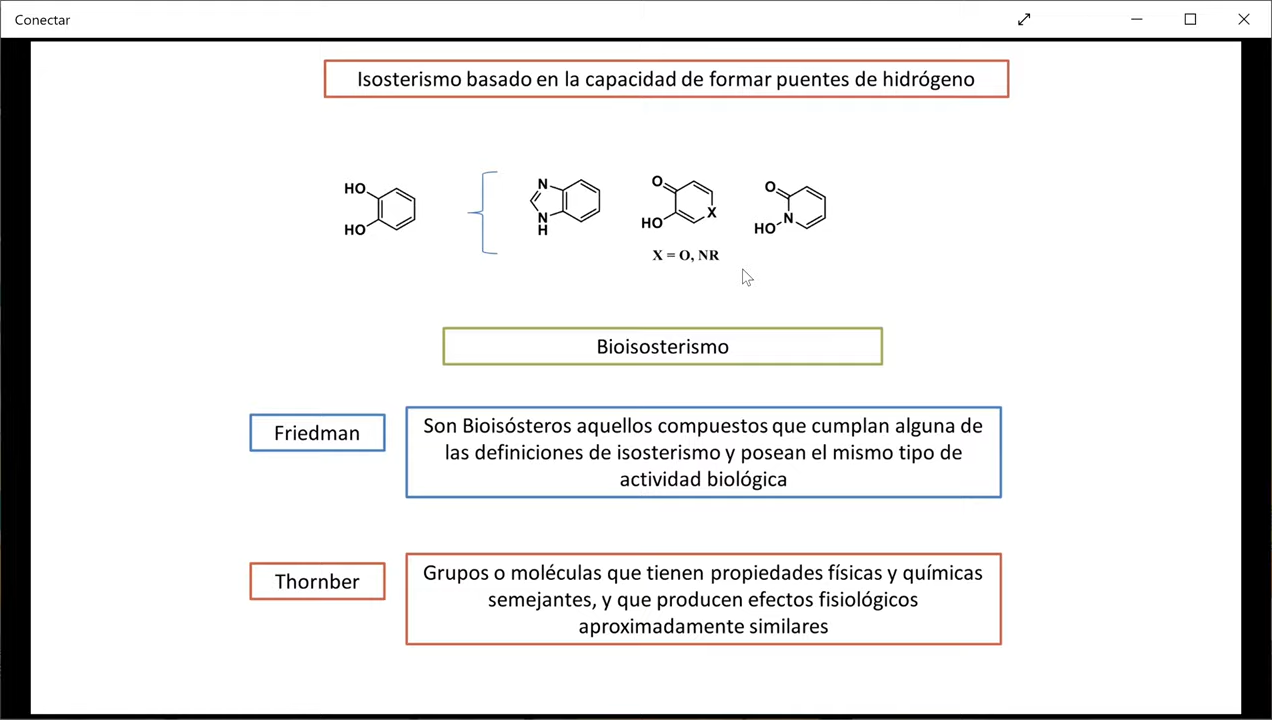 Conectar
Isosterismo basado en la capacidad de formar puentes de hidrógeno
HO
HO
N
N
H
O
HO
X
X = O, NR
O
N
HO
Bioisosterismo
Friedman
Son Bioisósteros aquellos compuestos que cumplan alguna de
las definiciones de isosterismo y posean el mismo tipo de
actividad biológica
Thornber
Grupos o moléculas que tienen propiedades físicas y químicas
semejantes, y que producen efectos fisiológicos
aproximadamente similares